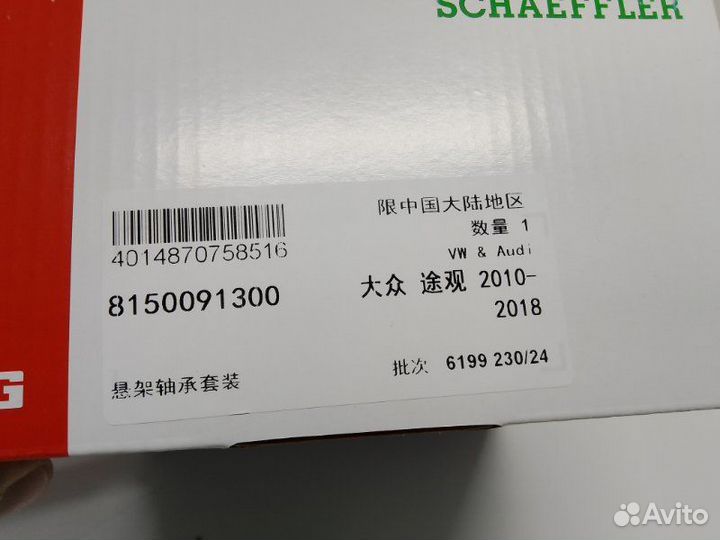 SCHAEFFLER
限中国大陆地区
数量 1
4014870758516
VW & Audi
8150091300
大众 途观 2010-
2018
悬架轴承套装
批次 6199 230/24
G
Avito